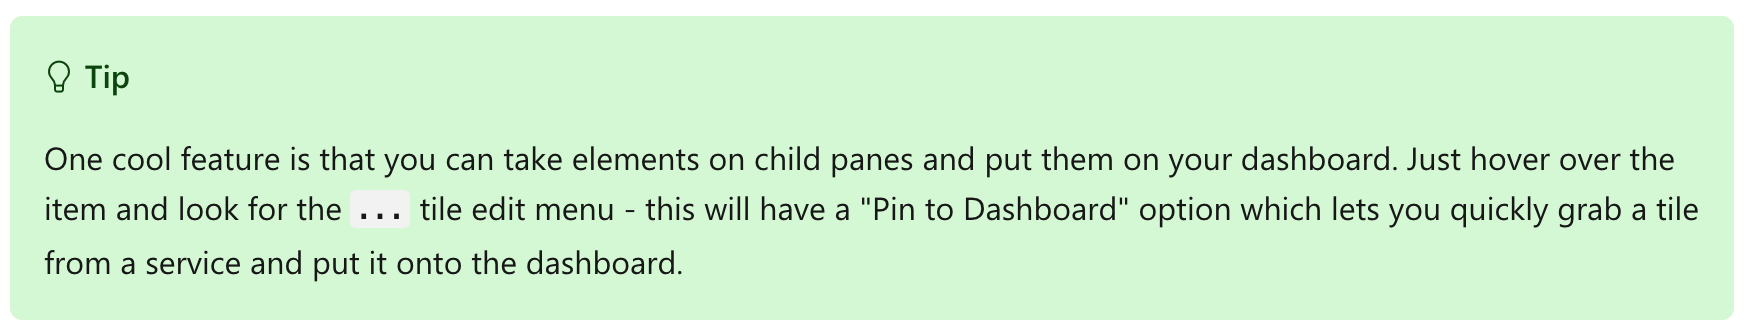 Tip
One cool feature is that you can take elements on child panes and put them on your dashboard. Just hover over the
item and look for the ... tile edit menu - this will have a "Pin to Dashboard" option which lets you quickly grab a tile
from a service and put it onto the dashboard.